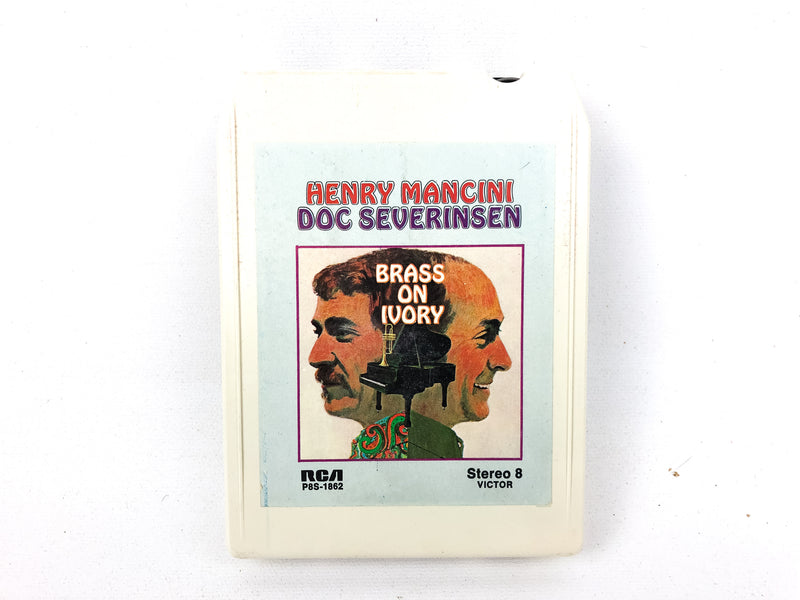 HENRY MANCINI
DOC SEVERINSEN
BRASS
ON
IVORY
RCA
P8S-1862
Stereo 8
VICTOR